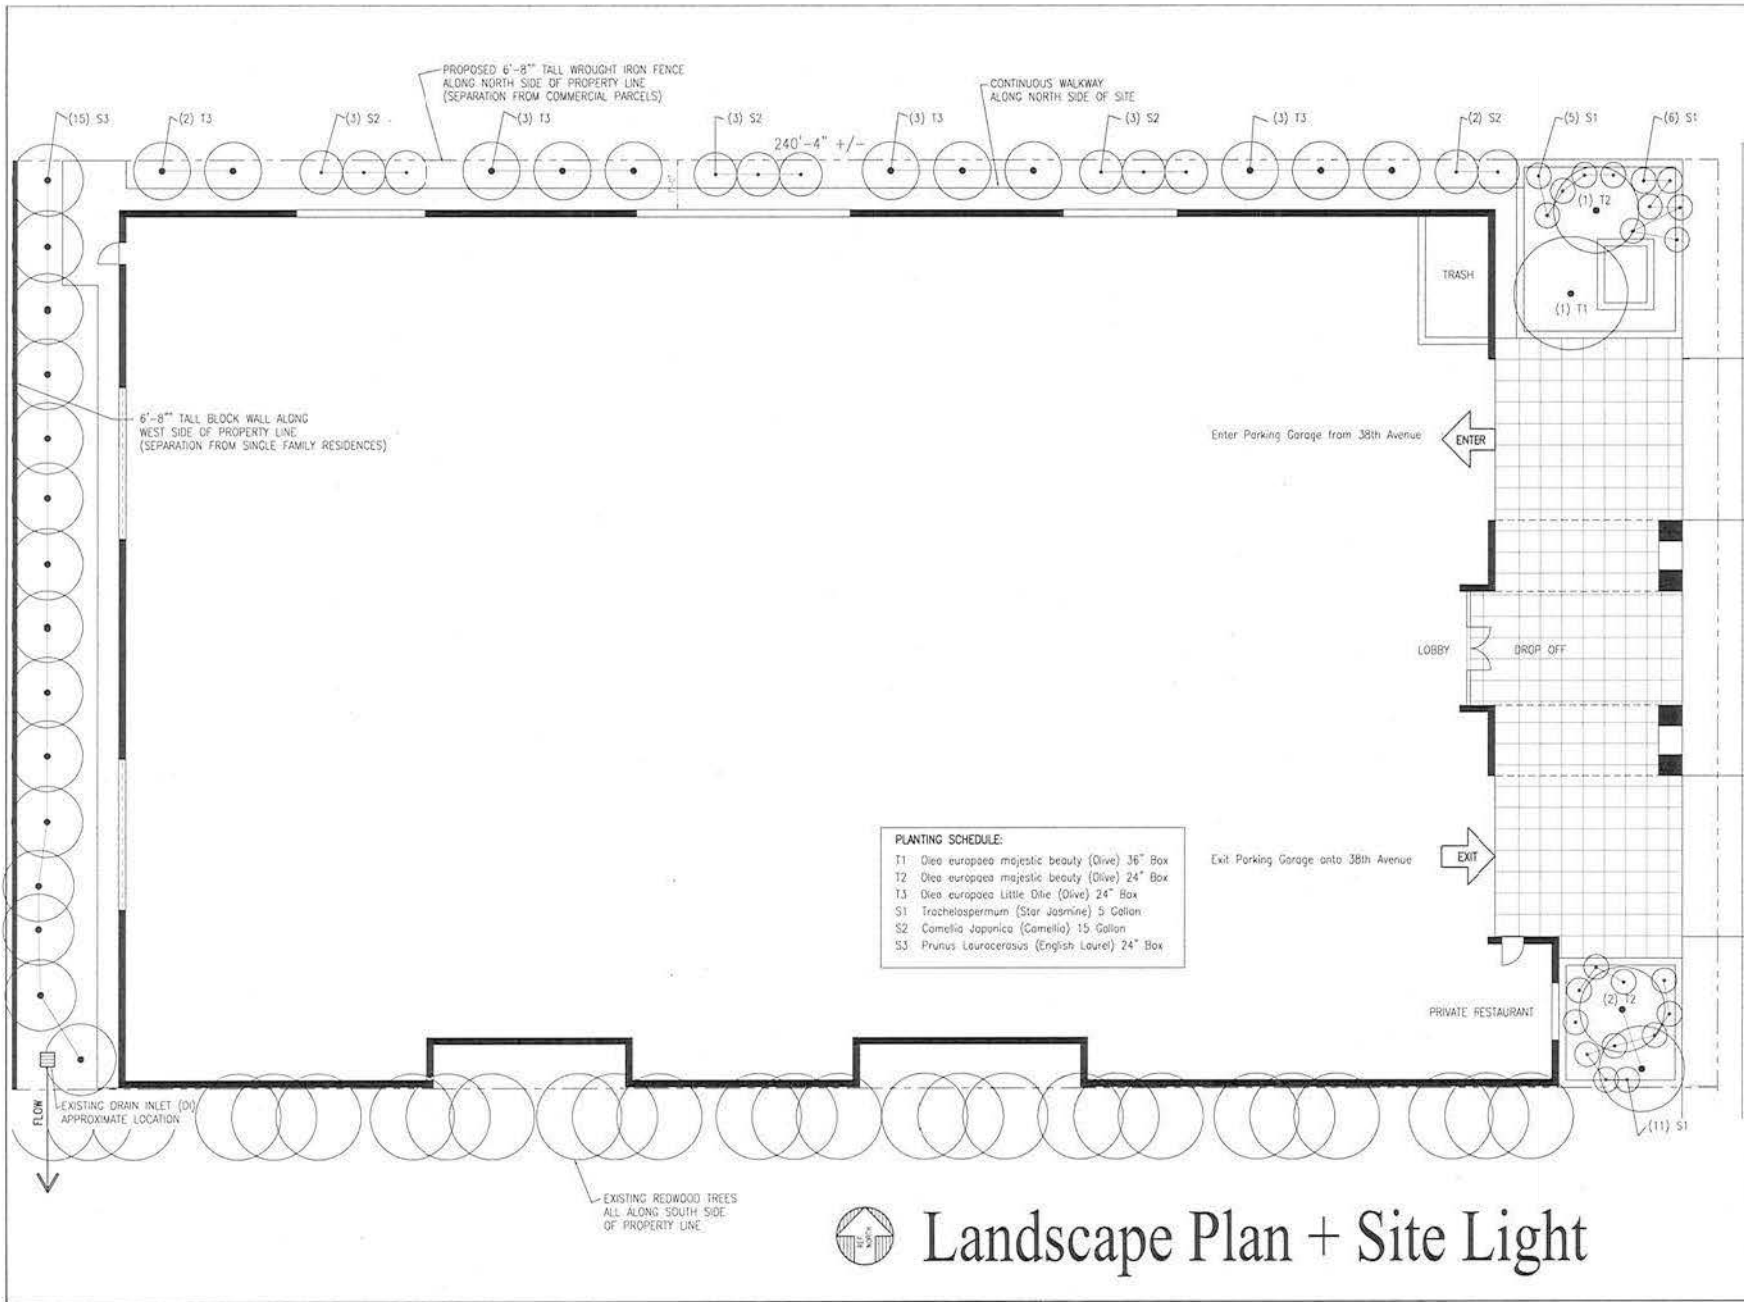 PROPOSED 6'-8"" TALL WROUGHT IRON FENCE
ALONG NORTH SIDE OF PROPERTY LINE
(SEPARATION FROM COMMERCIAL PARCELS)
CONTINUOUS WALKWAY
ALONG NORTH SIDE OF SITE
(15) S3
(2) T3
(3) S2
(3) T3
(3) S2
240'-4" +/-
(3) T3
(3) S2
(3) T3
(2) S2
(5) S1
(6) S1
(1) T2
TRASH
(1) T1
6'-8"" TALL BLOCK WALL ALONG
WEST SIDE OF PROPERTY LINE
(SEPARATION FROM SINGLE FAMILY RESIDENCES)
Enter Parking Garage from 38th Avenue
ENTER
LOBBY
DROP OFF
PLANTING SCHEDULE:
T1 Olea europaea majestic beauty (Olive) 36" Box
T2 Olea europaea majestic beauty (Olive) 24" Box
T3 Olea europaea Little Ollie (Olive) 24" Box
S1 Trachelospermum (Star Jasmine) 5 Gallon
S2 Camellia Japonica (Camellia) 15 Gallon
S3 Prunus Laurocerasus (English Laurel) 24" Box
Exit Parking Garage onto 38th Avenue
EXIT
(2) T2
PRIVATE RESTAURANT
(11) S1
FLOW
EXISTING DRAIN INLET (DI)
APPROXIMATE LOCATION
EXISTING REDWOOD TREES
ALL ALONG SOUTH SIDE
OF PROPERTY LINE
REF
NORTH
Landscape Plan + Site Light